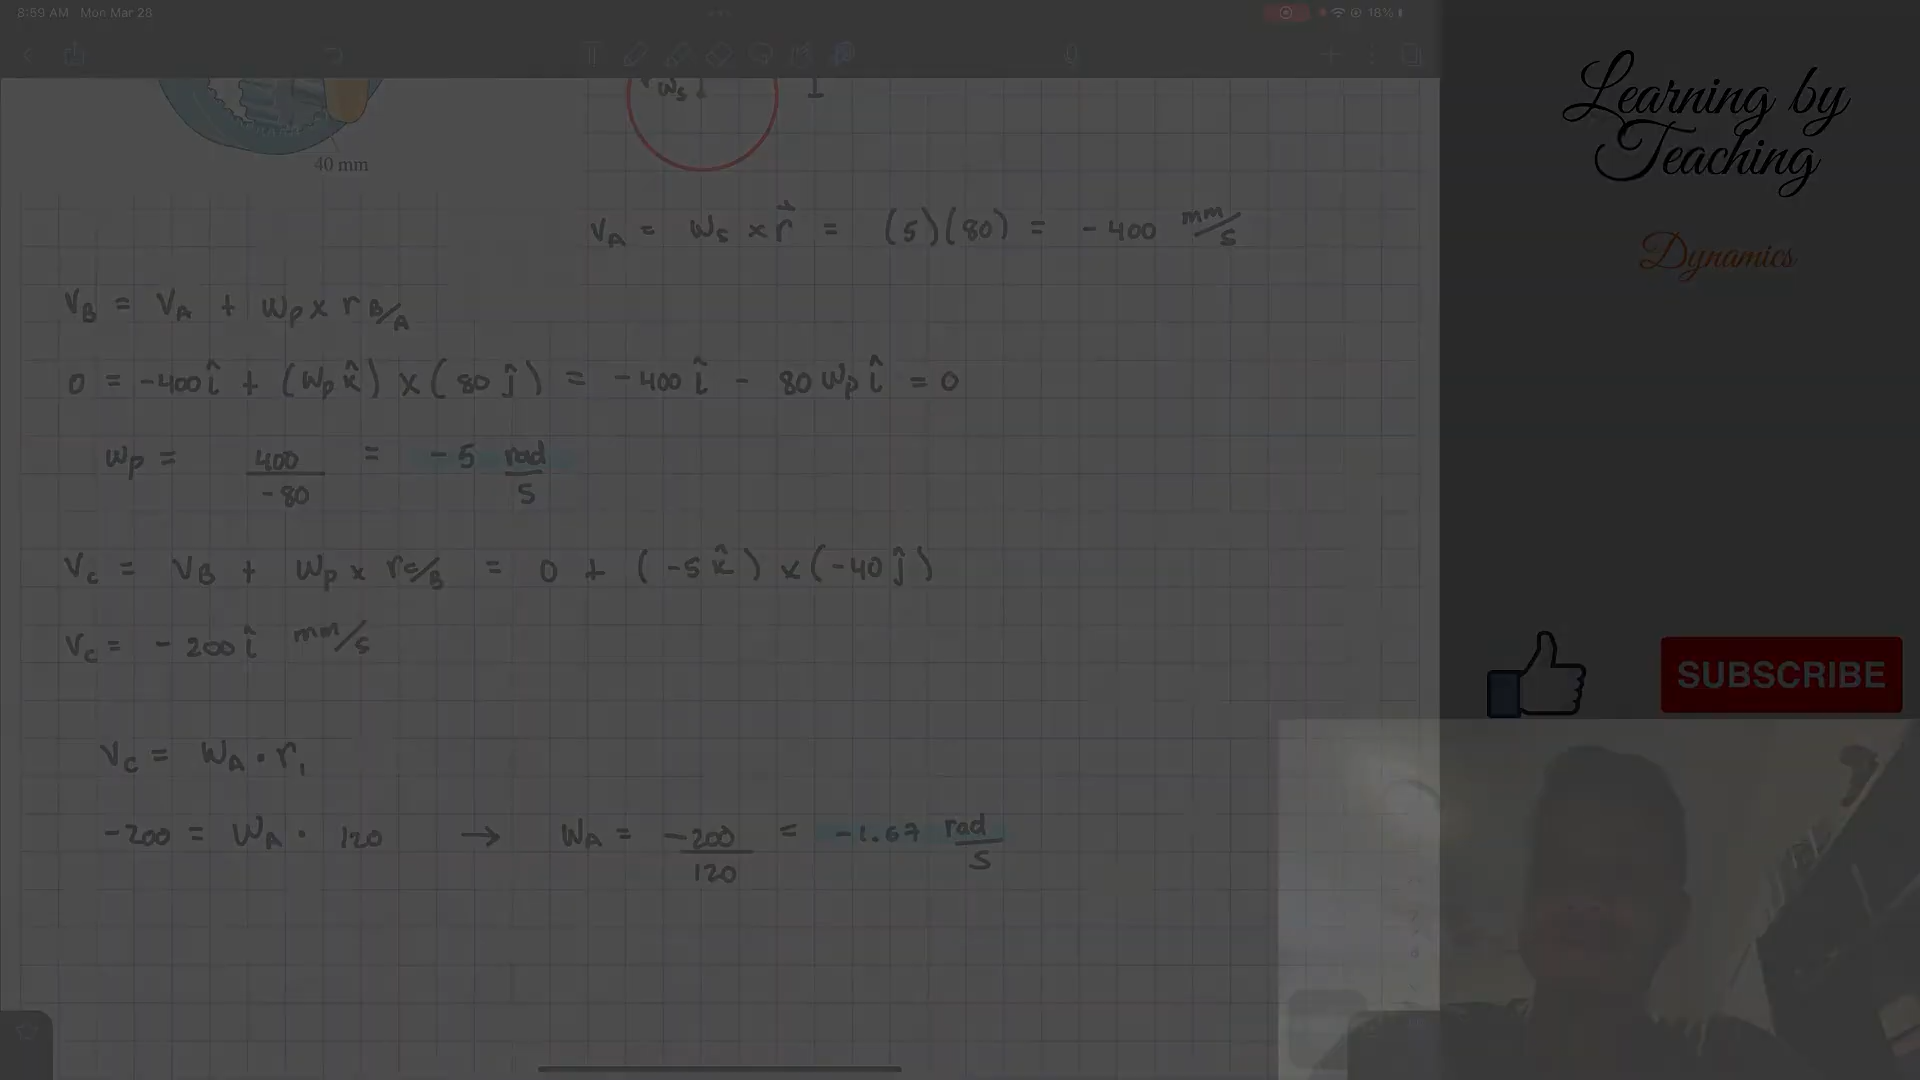 8:59 AM Mon Mar 28
18%
ws
40 mm
Learning by
Teaching
Dynamics
vA = ws × r⃗ = (5)(80) = -400 mm/s
vB = vA + wp × r B/A
0 = -400 î + (wp k̂) × (80 ĵ) = -400 î - 80 wp î = 0
wp = 400/-80 = -5 rad/s
vc = vB + wp × r c/B = 0 + (-5 k̂) × (-40 ĵ)
vc = -200 î mm/s
SUBSCRIBE
vc = wA · r1
-200 = wA · 120 → wA = -200/120 = -1.67 rad/s